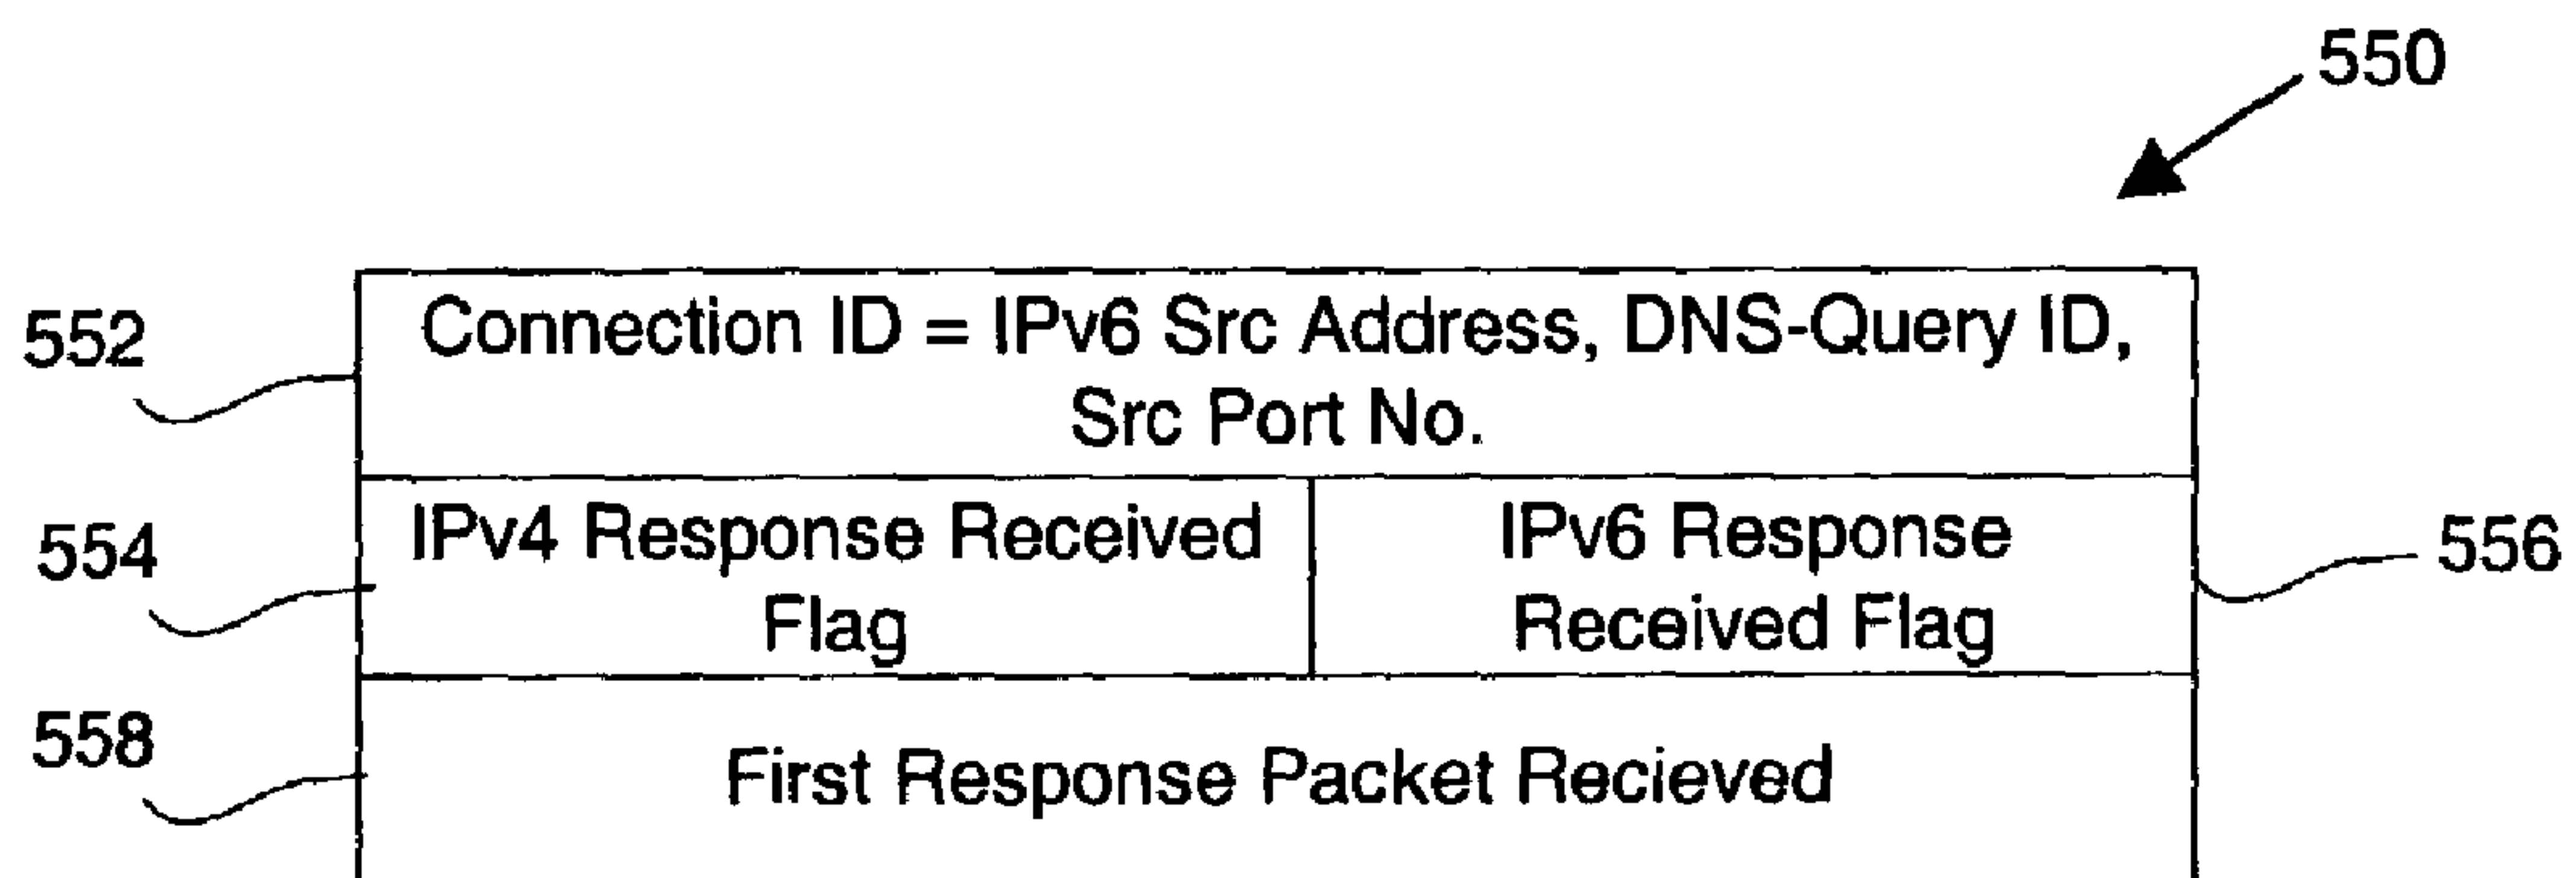 550
552
Connection ID = IPv6 Src Address, DNS-Query ID,
Src Port No.
554
IPv4 Response Received
Flag
IPv6 Response
Received Flag
556
558
First Response Packet Recieved